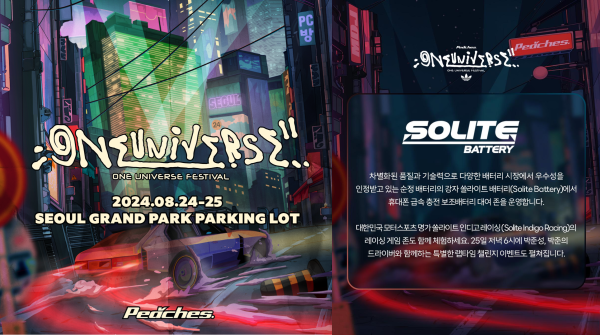 PC
방
SEOUL
ONEUNIVERSE
ONE UNIVERSE FESTIVAL
2024.08.24-25
SEOUL GRAND PARK PARKING LOT
Peaches.
Peaches.
ONEUNIVERSE
ONE UNIVERSE FESTIVAL
Peaches.
SOLITE
BATTERY
차별화된 품질과 기술력으로 다양한 배터리 시장에서 우수성을
인정받고 있는 순정 배터리의 강자 쏠라이트 배터리(Solite Battery)에서
휴대폰 급속 충전 보조배터리 대여 존을 운영합니다.
대한민국 모터스포츠 명가 쏠라이트 인디고 레이싱(Solite Indigo Racing)의
레이싱 게임 존도 함께 체험하세요. 25일 저녁 6시에 박준성, 박준의
드라이버와 함께하는 특별한 랩타임 챌린지 이벤트도 펼쳐집니다.